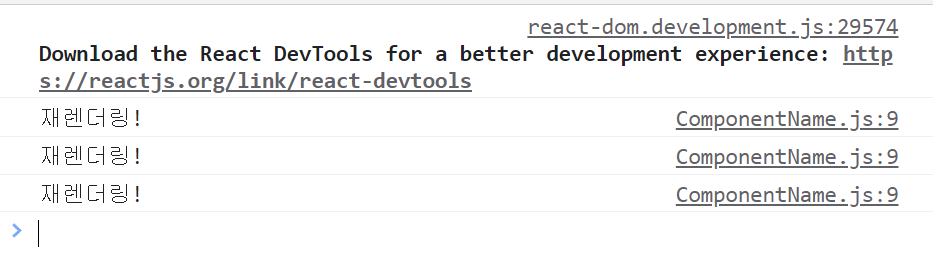 react-dom.development.js:29574
Download the React DevTools for a better development experience: http
s://reactjs.org/link/react-devtools
재렌더링! ComponentName.js:9
재렌더링! ComponentName.js:9
재렌더링! ComponentName.js:9
>